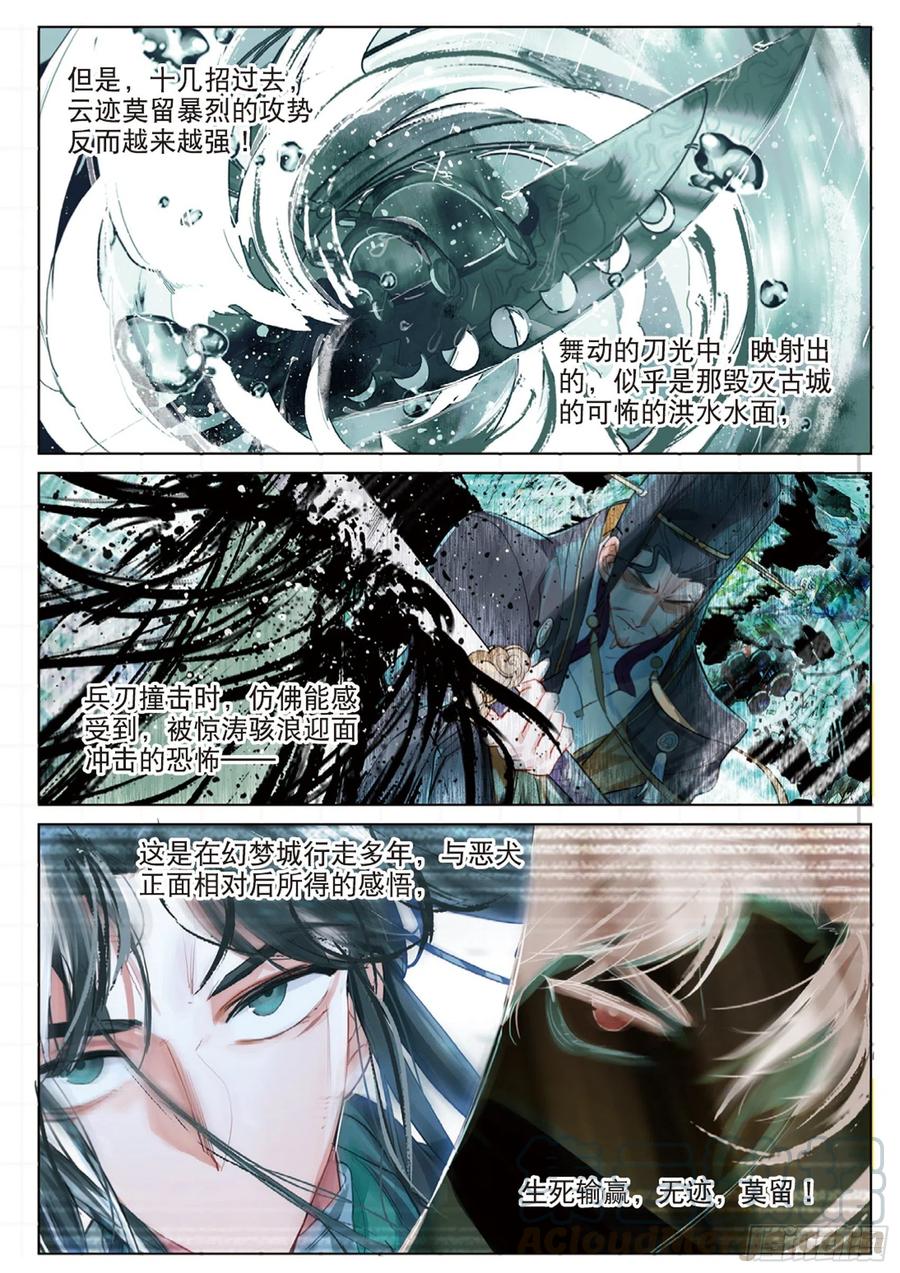 但是，十几招过去，
云迹莫留暴烈的攻势
反而越来越强！
舞动的刀光中，映射出
的，似乎是那毁灭古城
的可怖的洪水水面，
兵刃撞击时，仿佛能感
受到，被惊涛骇浪迎面
冲击的恐怖——
这是在幻梦城行走多年，与恶犬
正面相对后所得的感悟，
生死输赢，无迹，莫留！